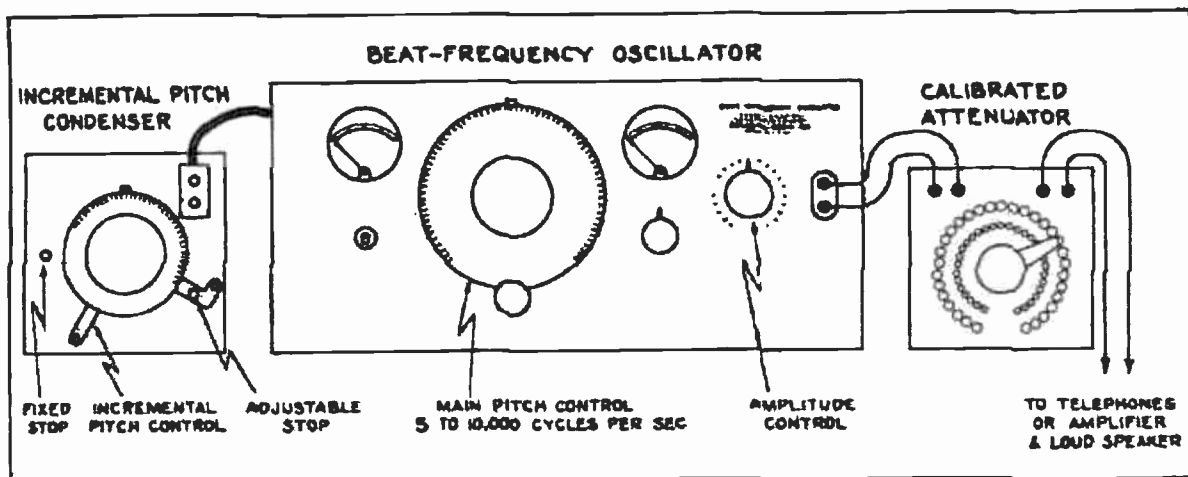 BEAT-FREQUENCY OSCILLATOR
INCREMENTAL PITCH
CONDENSER
CALIBRATED
ATTENUATOR
FIXED
STOP
INCREMENTAL
PITCH CONTROL
ADJUSTABLE
STOP
MAIN PITCH CONTROL
5 TO 10,000 CYCLES PER SEC
AMPLITUDE
CONTROL
TO TELEPHONES
OR AMPLIFIER
& LOUD SPEAKER